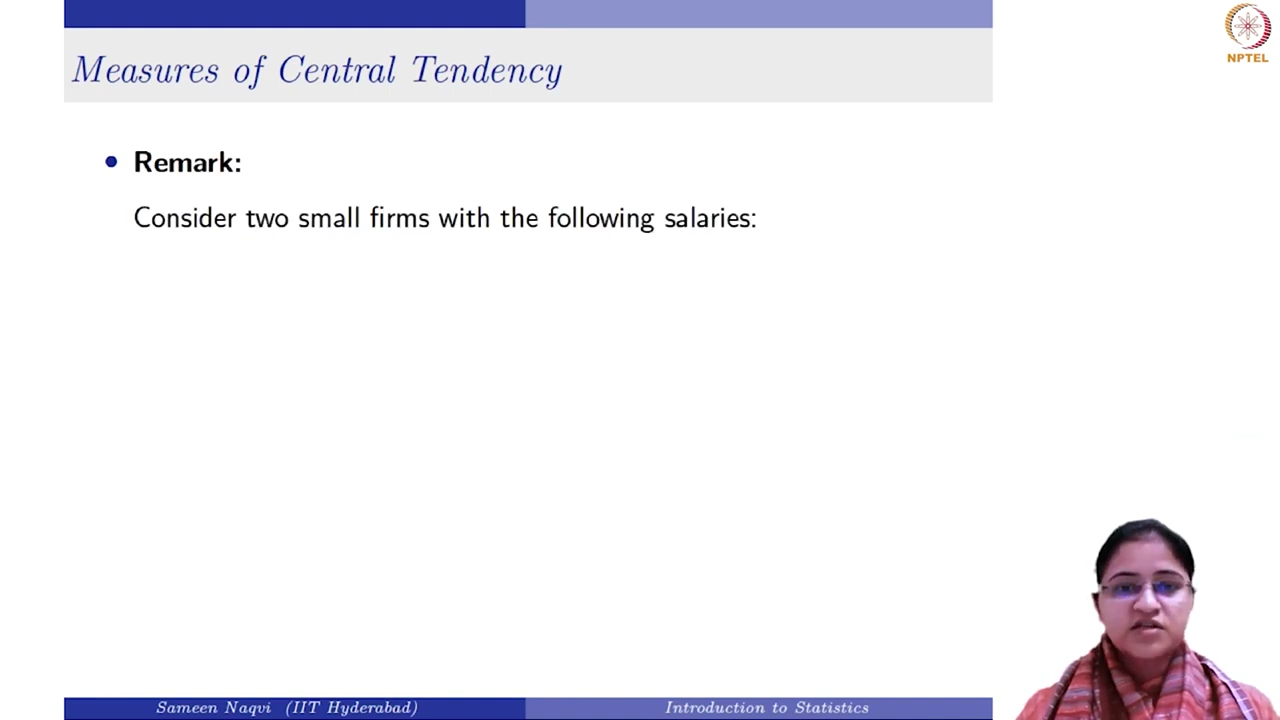 NPTEL
Measures of Central Tendency
Remark:
Consider two small firms with the following salaries:
Sameen Naqvi (IIT Hyderabad)
Introduction to Statistics